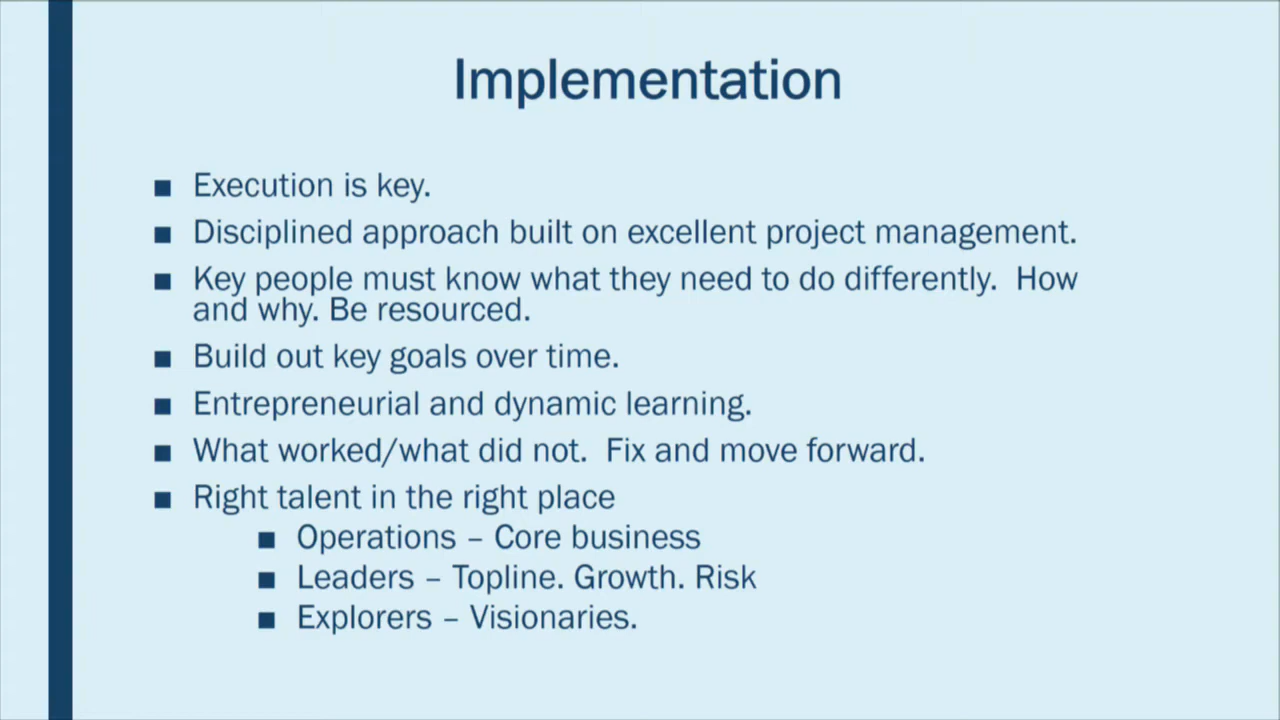 Implementation
■ Execution is key.
■ Disciplined approach built on excellent project management.
■ Key people must know what they need to do differently.  How
and why. Be resourced.
■ Build out key goals over time.
■ Entrepreneurial and dynamic learning.
■ What worked/what did not.  Fix and move forward.
■ Right talent in the right place
■ Operations – Core business
■ Leaders – Topline. Growth. Risk
■ Explorers – Visionaries.